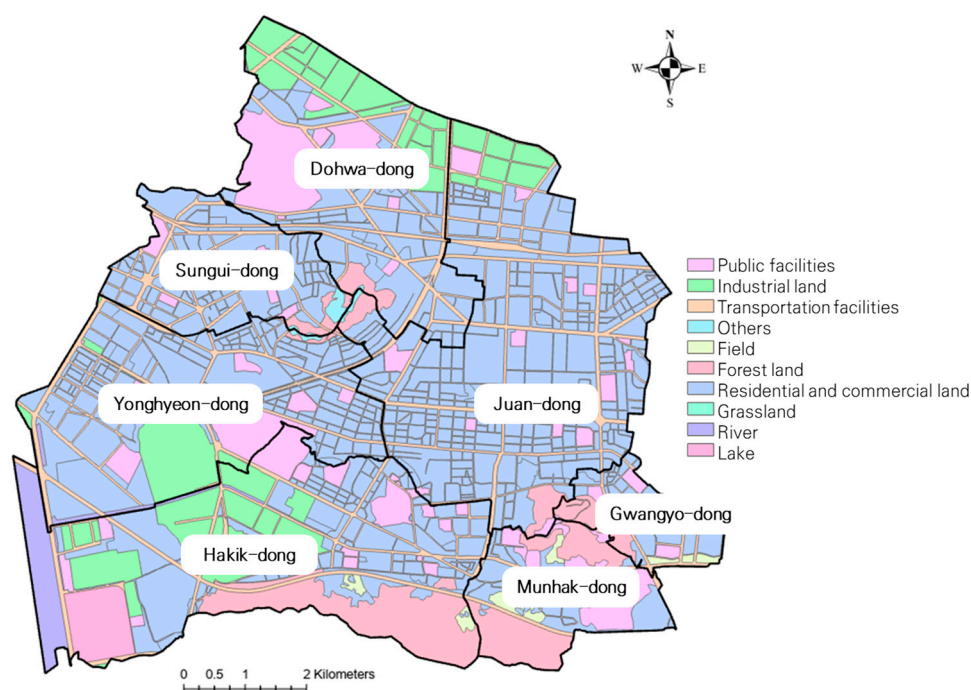 N
W E
S
Dohwa-dong
Sungui-dong
Public facilities
Industrial land
Transportation facilities
Others
Field
Forest land
Residential and commercial land
Grassland
River
Lake
Yonghyeon-dong
Juan-dong
Gwangyo-dong
Hakik-dong
Munhak-dong
0 0.5 1 2 Kilometers